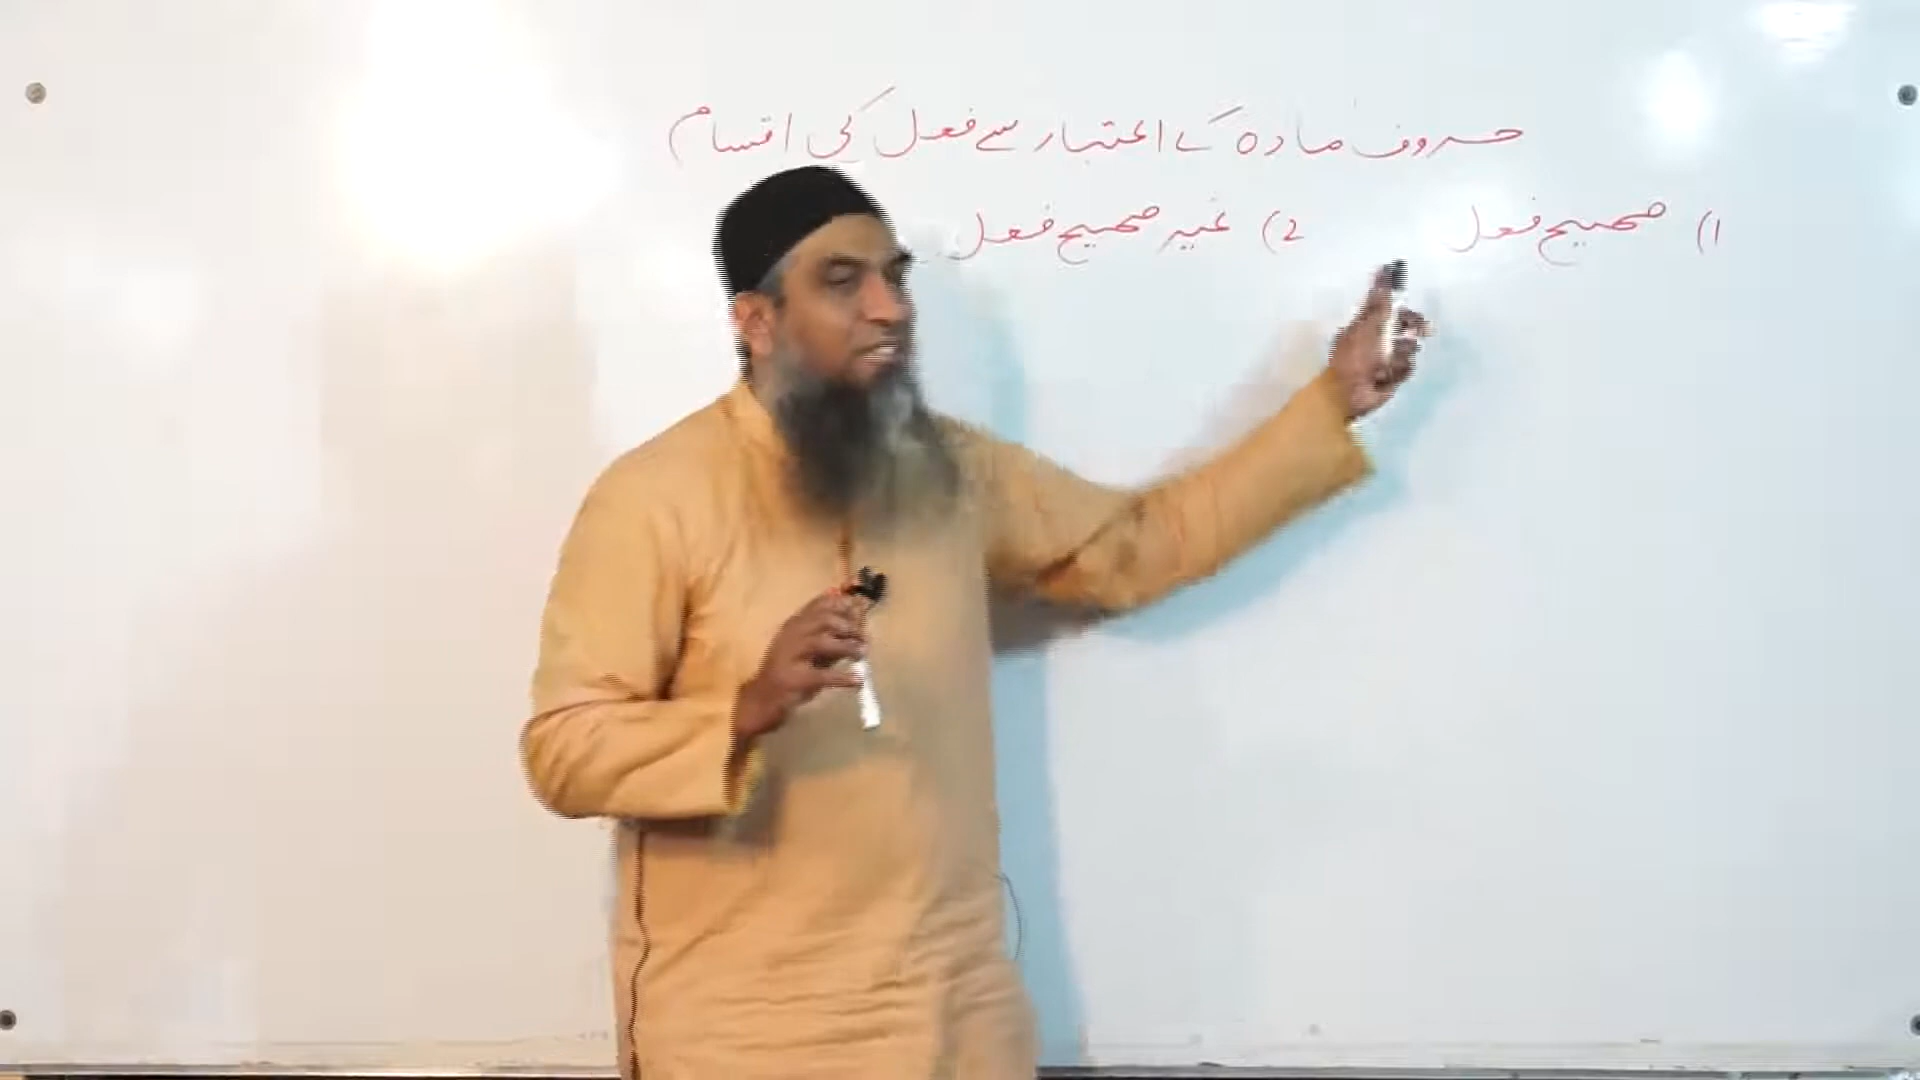 حروف مادہ کے اعتبار سے فعل کی اقسام
1) صحیح فعل 2) غیر صحیح فعل